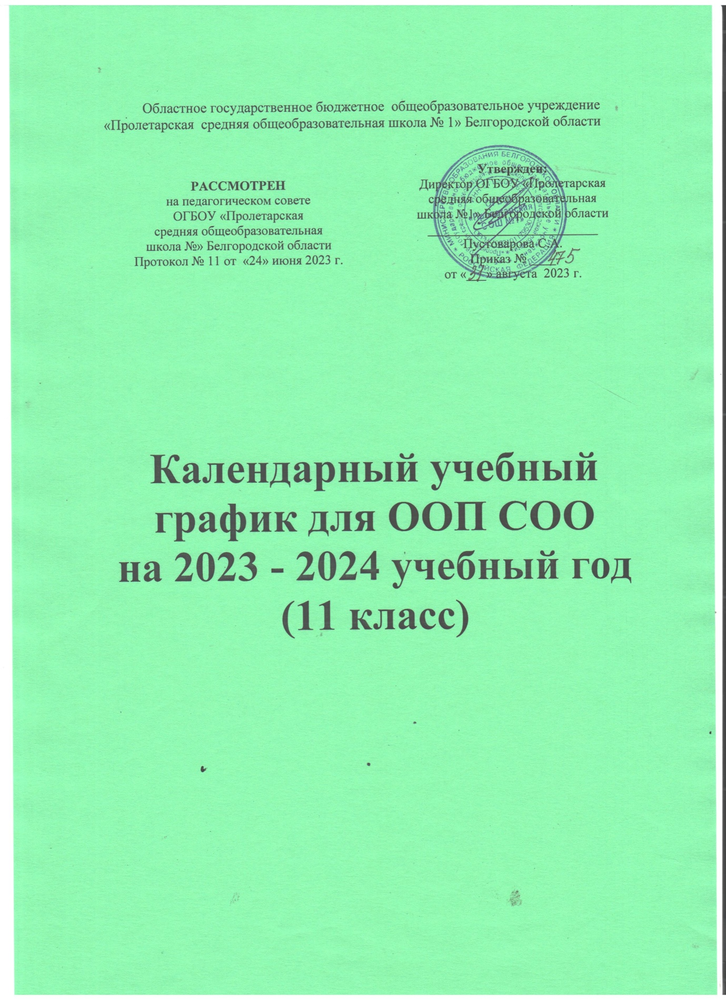 Областное государственное бюджетное общеобразовательное учреждение
«Пролетарская средняя общеобразовательная школа № 1» Белгородской области
РАССМОТРЕН
на педагогическом совете
ОГБОУ «Пролетарская
средняя общеобразовательная
школа №» Белгородской области
Протокол № 11 от «24» июня 2023 г.
Утвержден:
Директор ОГБОУ «Пролетарская
средняя общеобразовательная
школа №1» Белгородской области
Пустоварова С.А.
Приказ № 475
от «31» августа 2023 г.
МИНИСТЕРСТВО ОБРАЗОВАНИЯ БЕЛГОРОДСКОЙ ОБЛАСТИ * РОССИЙСКАЯ ФЕДЕРАЦИЯ *
«Пролетарская
СОШ №1»
Календарный учебный
график для ООП СОО
на 2023 - 2024 учебный год
(11 класс)